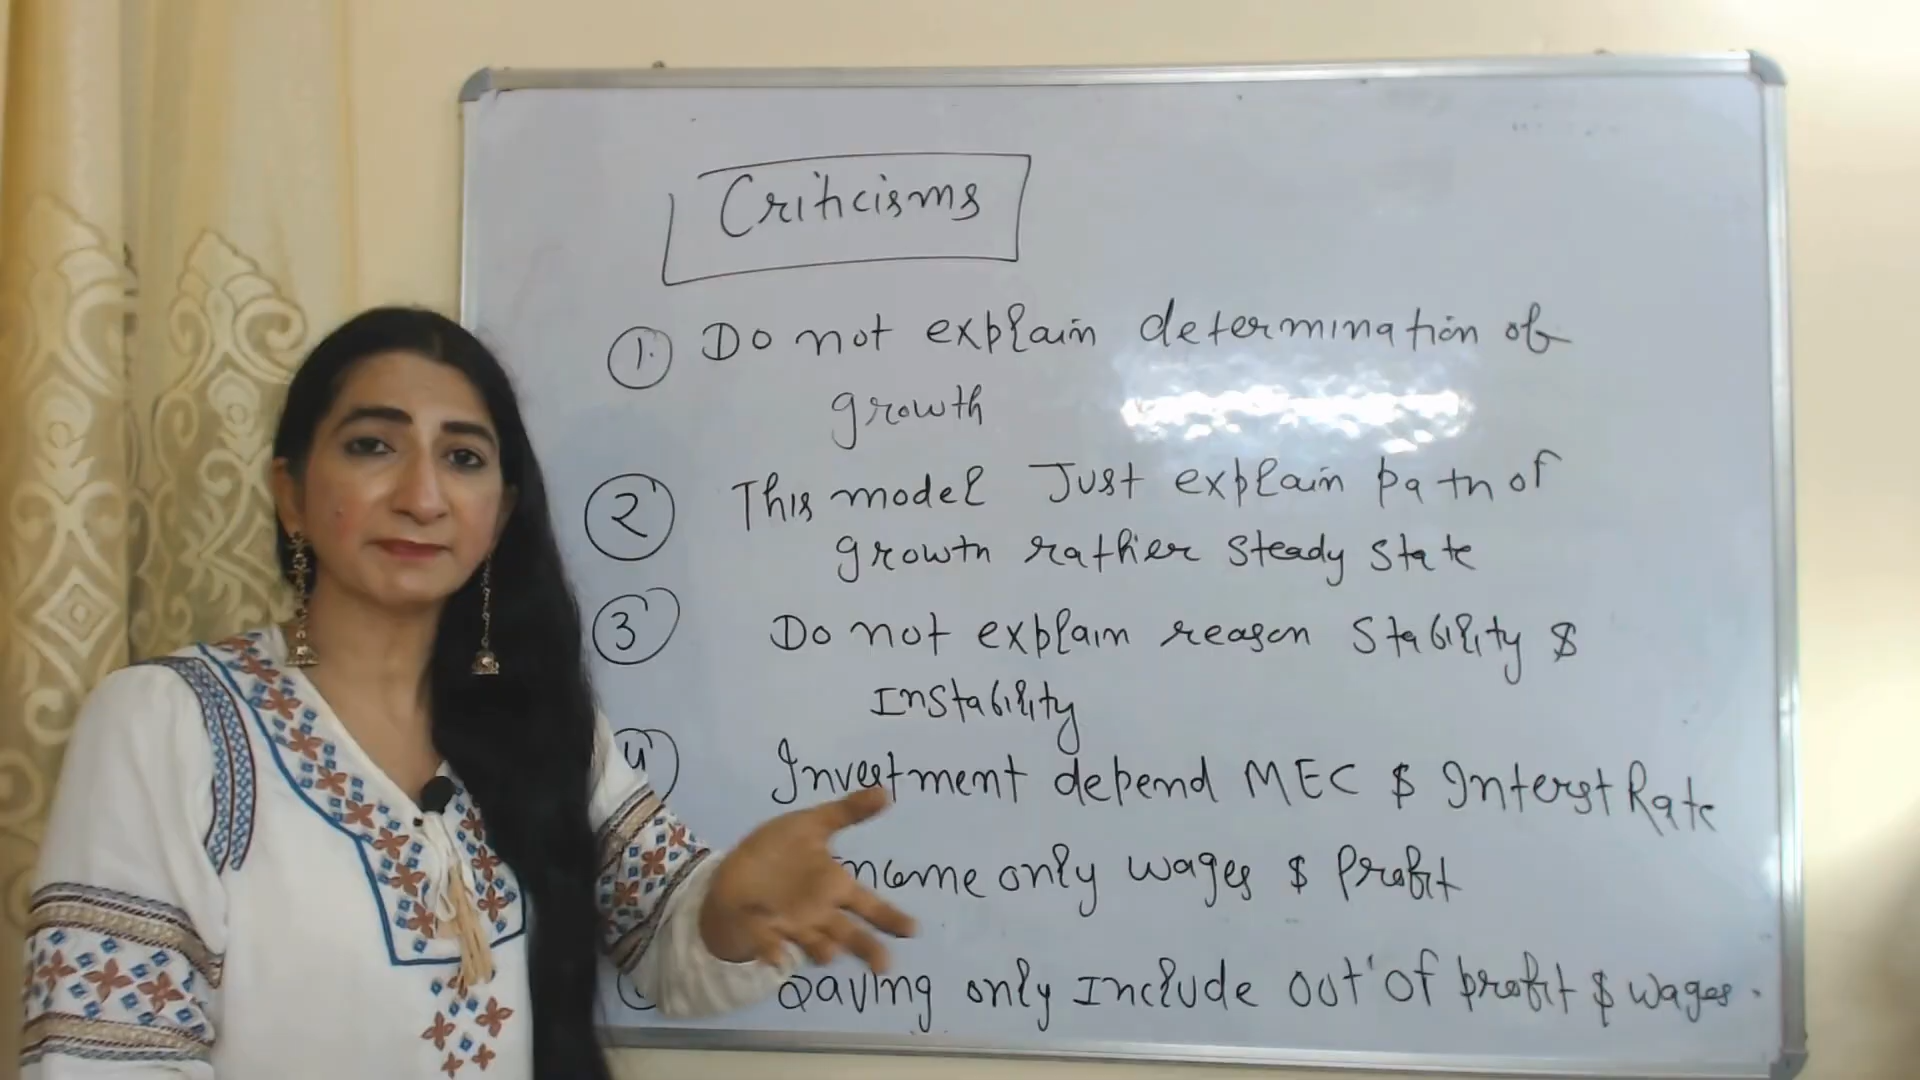 Criticisms
1. Do not explain determination of
growth
2 This model Just explain path of
growth rather steady state
3 Do not explain reason Stability &
Instability
4 Investment depend MEC & Interst Rate
only wages & Profit
Saving only Include out of profit & wages.